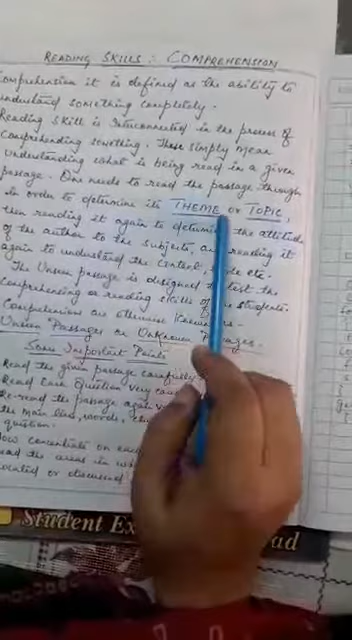 READING SKILLS : COMPREHENSION
Comprehension it is defined as the ability to
understand something completely.
Reading skill is Interconnected in the process of
Comprehending something. These simply mean
understanding what is being read in a given
passage. One needs to read the passage through
in order to determine its THEME or TOPIC,
then reading it again to determine the attitude
of the author to the subjects, and reading it
again to understand the content, etc.
The Unseen passage is designed to test the
Comprehending or reading skills of the students.
Comprehension are otherwise Known as
Unseen Passages or Unknown Passages.
Some Important Points
Read the given passage carefully
Read each question very
Re-read the passage again
the main idea, words,
question.
Now concentrate on
read the areas in
located or discussed
Student Ex ad